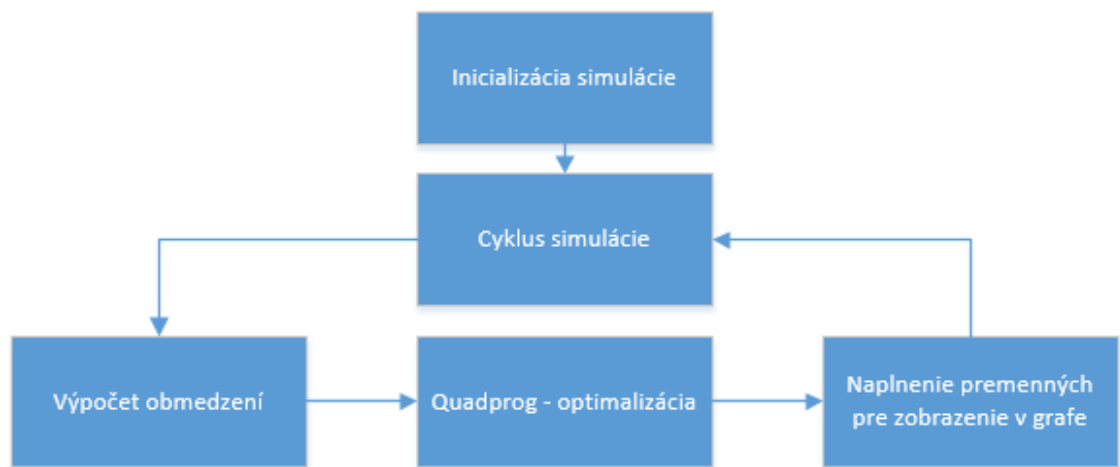 Inicializácia simulácie
Cyklus simulácie
Výpočet obmedzení
Quadprog - optimalizácia
Naplnenie premenných
pre zobrazenie v grafe